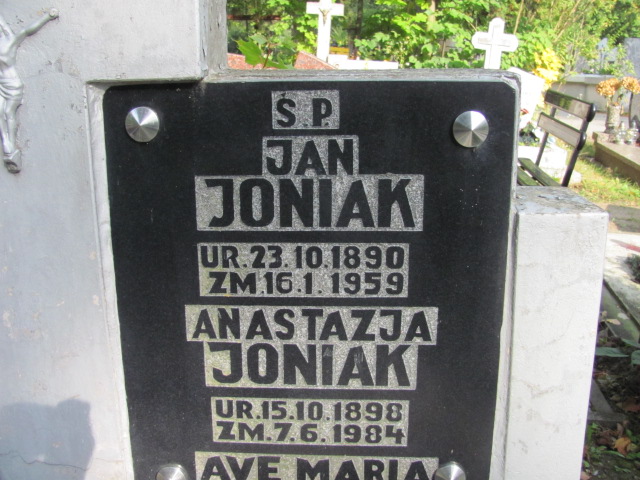 Ś.P.
JAN
JONIAK
UR.23.10.1890
ZM.16.1.1959
ANASTAZJA
JONIAK
UR.15.10.1898
ZM.7.6.1984
AVE MARIA